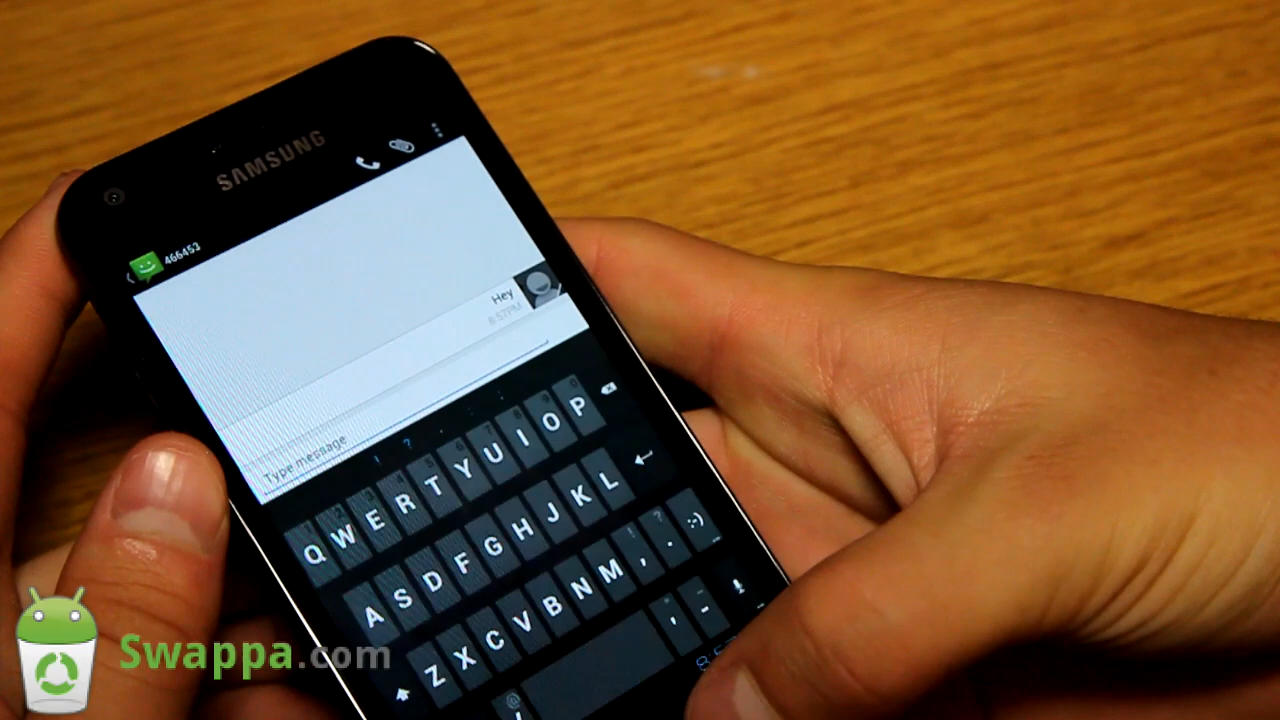 SAMSUNG
466453
Hey
8:57PM
Type message
! ?
Q W E R T Y U I O P
A S D F G H J K L
Z X C V B N M , . :-)
/ ' -
Swappa.com